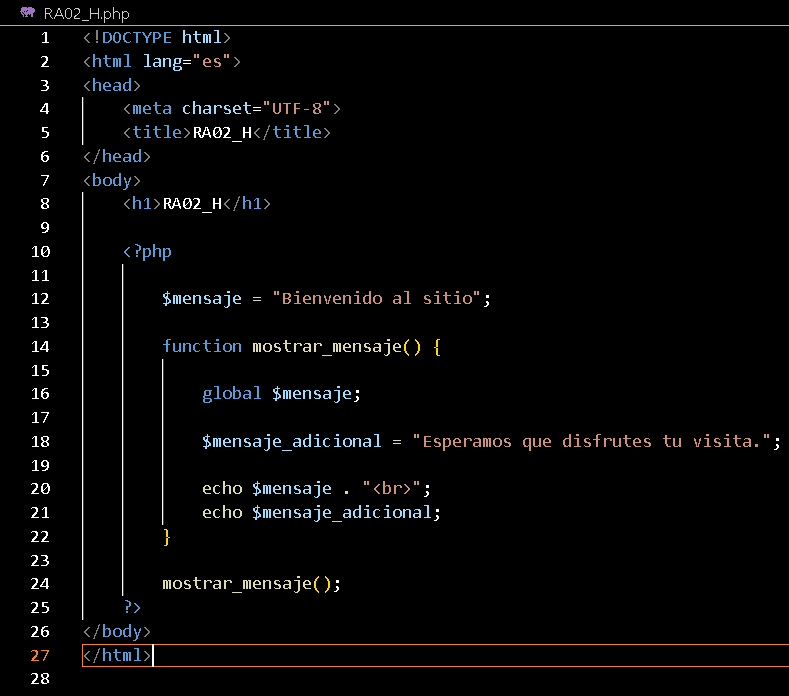 RA02_H.php
1 <!DOCTYPE html>
2 <html lang="es">
3 <head>
4     <meta charset="UTF-8">
5     <title>RA02_H</title>
6 </head>
7 <body>
8     <h1>RA02_H</h1>
9
10     <?php
11
12         $mensaje = "Bienvenido al sitio";
13
14         function mostrar_mensaje() {
15
16             global $mensaje;
17
18             $mensaje_adicional = "Esperamos que disfrutes tu visita.";
19
20             echo $mensaje . "<br>";
21             echo $mensaje_adicional;
22         }
23
24         mostrar_mensaje();
25     ?>
26 </body>
27 </html>
28